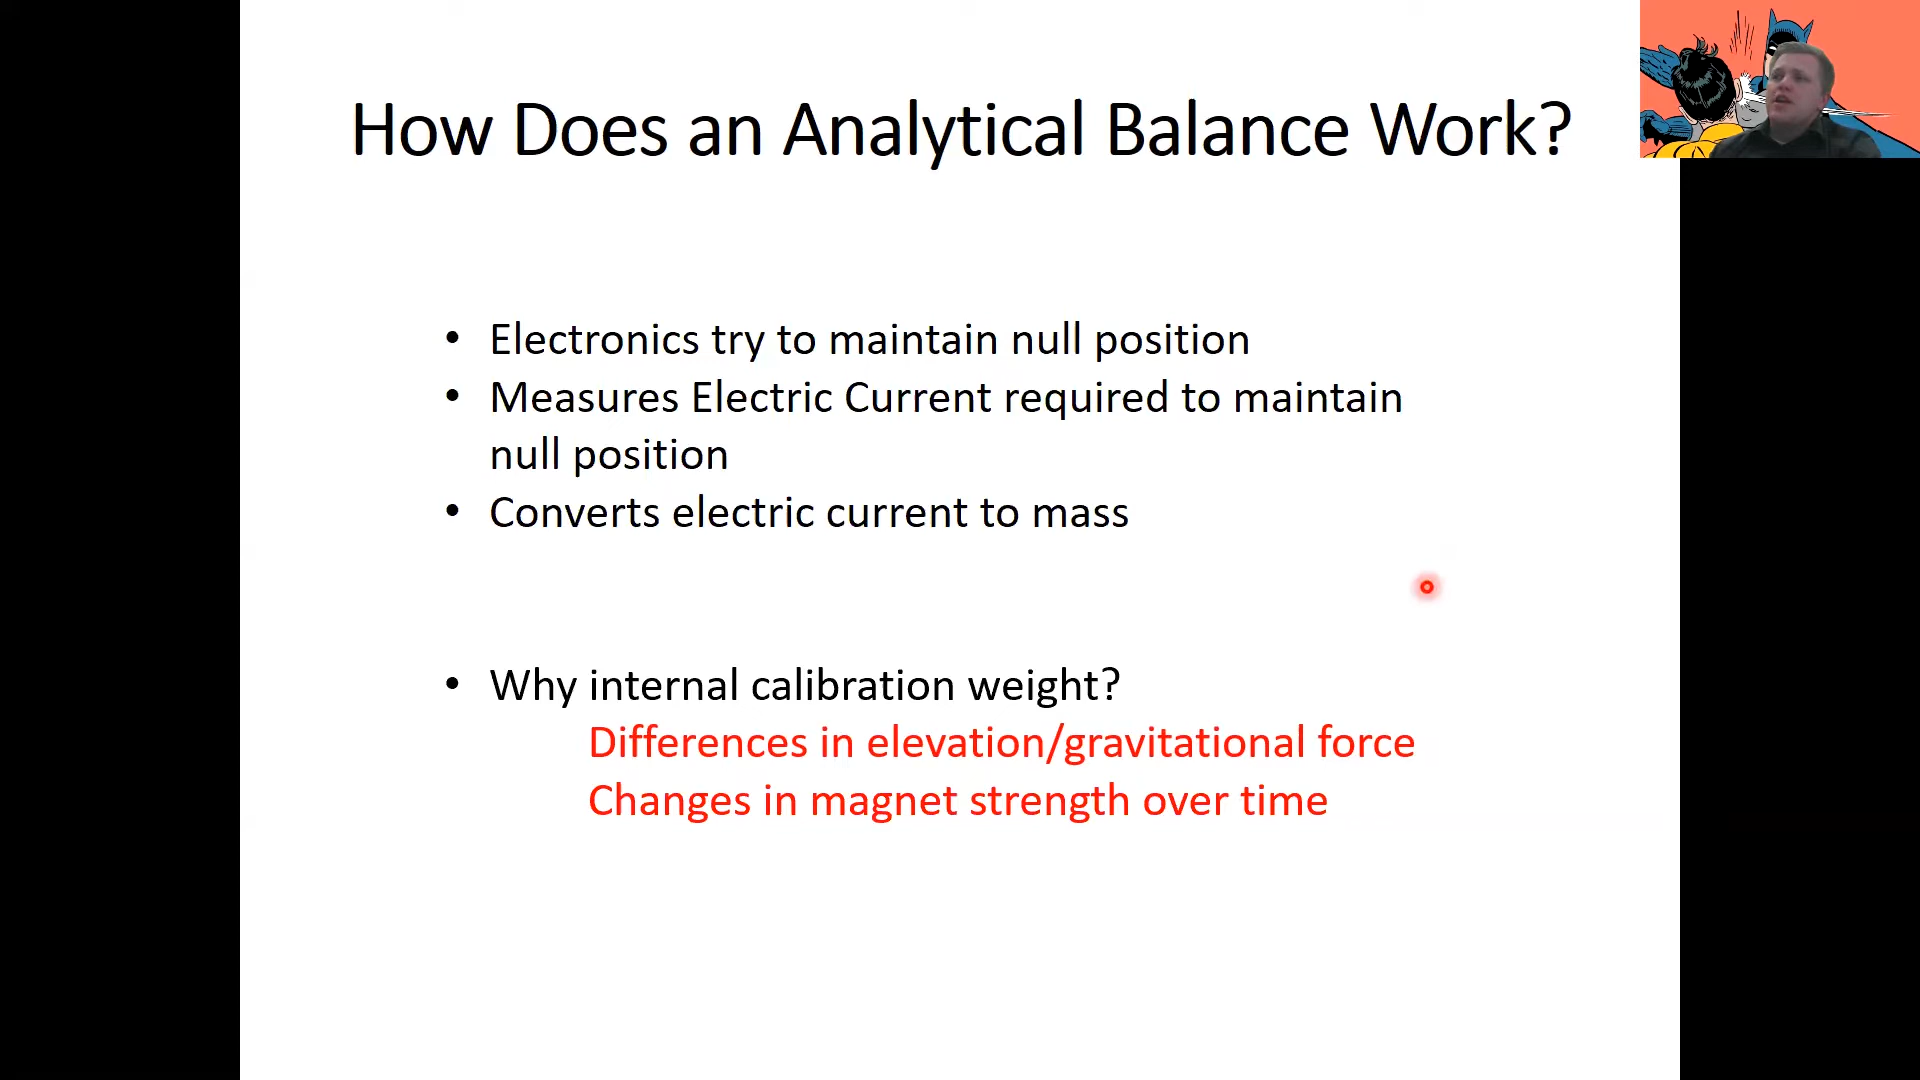 How Does an Analytical Balance Work?
• Electronics try to maintain null position
• Measures Electric Current required to maintain
null position
• Converts electric current to mass
• Why internal calibration weight?
Differences in elevation/gravitational force
Changes in magnet strength over time